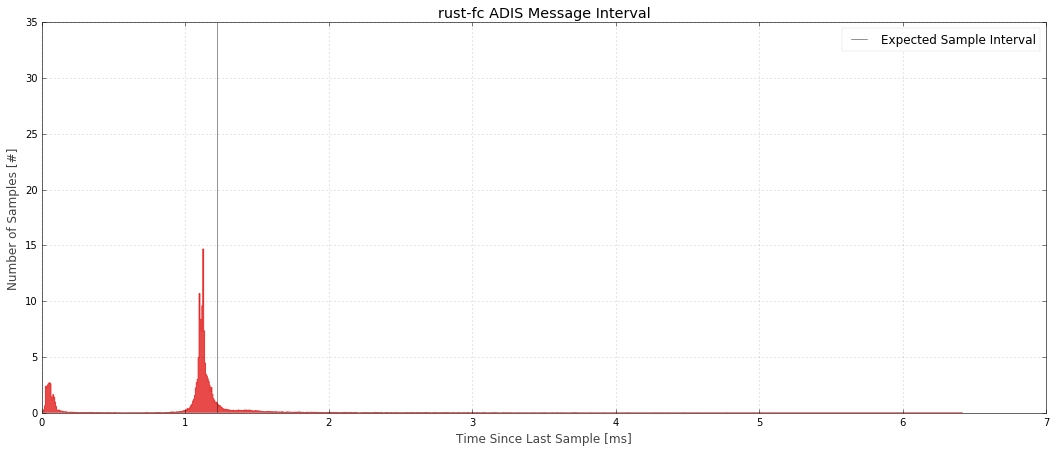 rust-fc ADIS Message Interval
35
30
25
20
15
10
5
0
Number of Samples [#]
Expected Sample Interval
0 1 2 3 4 5 6 7
Time Since Last Sample [ms]